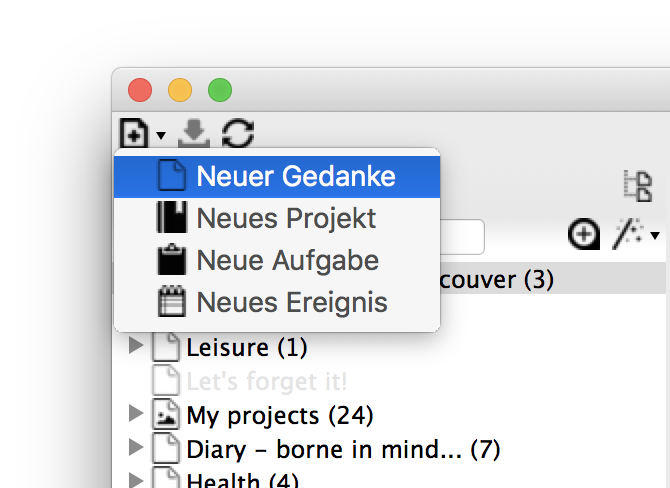 Neuer Gedanke
Neues Projekt
Neue Aufgabe
Neues Ereignis
couver (3)
Leisure (1)
Let's forget it!
My projects (24)
Diary – borne in mind... (7)
Health (4)